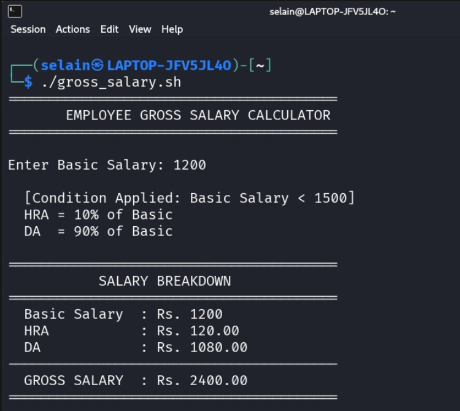 selain@LAPTOP-JFV5JL4O: ~
Session Actions Edit View Help
┌──(selain㉿LAPTOP-JFV5JL4O)-[~]
└─$ ./gross_salary.sh
═══════════════════════════════════════
EMPLOYEE GROSS SALARY CALCULATOR
═══════════════════════════════════════
Enter Basic Salary: 1200
[Condition Applied: Basic Salary < 1500]
HRA = 10% of Basic
DA = 90% of Basic
═══════════════════════════════════════
SALARY BREAKDOWN
═══════════════════════════════════════
Basic Salary : Rs. 1200
HRA : Rs. 120.00
DA : Rs. 1080.00
───────────────────────────────────────
GROSS SALARY : Rs. 2400.00
═══════════════════════════════════════